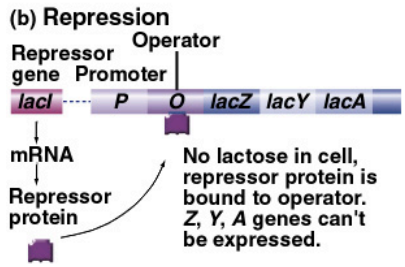 (b) Repression
Operator
Repressor
gene Promoter
lacI P O lacZ lacY lacA
mRNA
Repressor
protein
No lactose in cell,
repressor protein is
bound to operator.
Z, Y, A genes can't
be expressed.